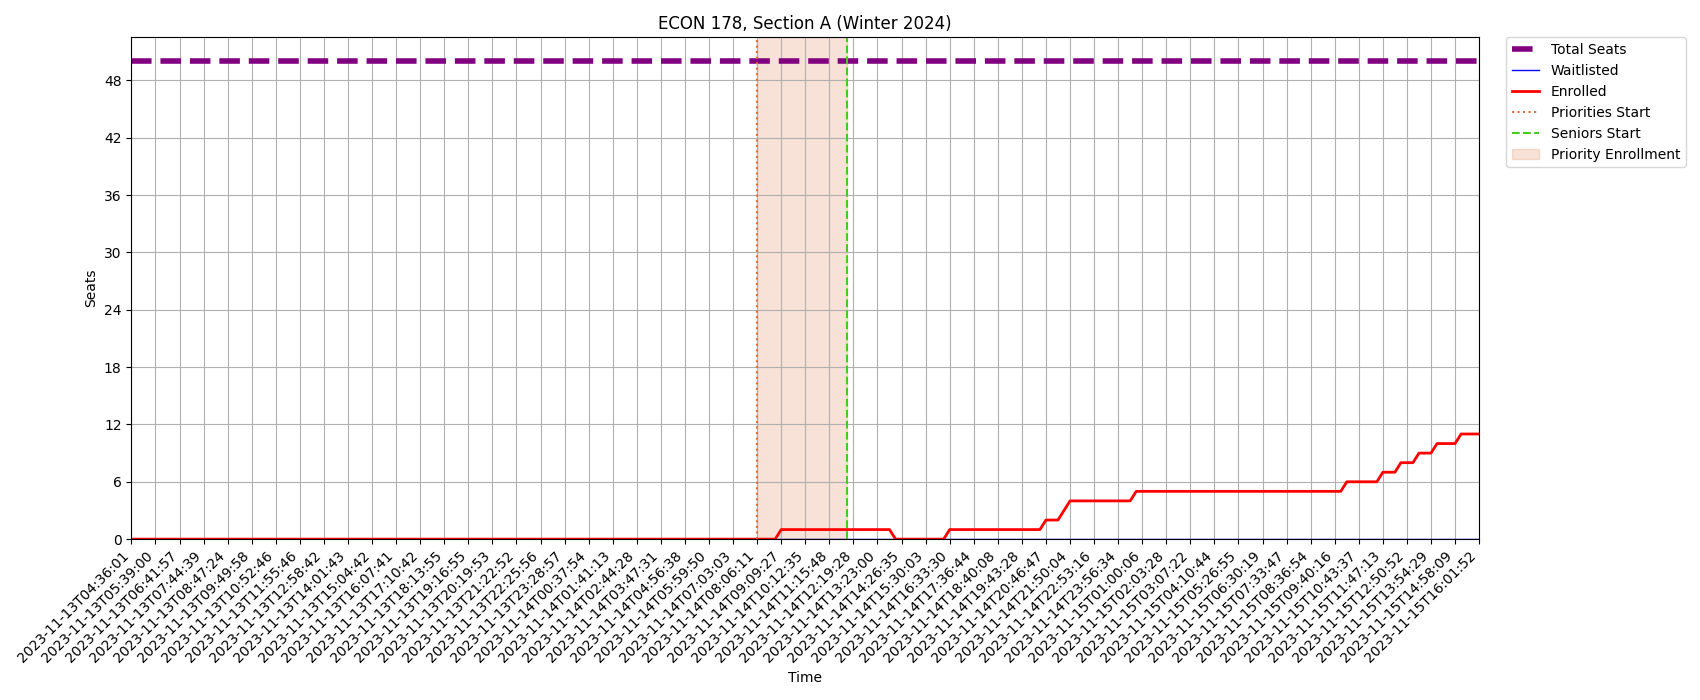 ECON 178, Section A (Winter 2024)
Total Seats
Waitlisted
Enrolled
Priorities Start
Seniors Start
Priority Enrollment
Seats
48
42
36
30
24
18
12
6
0
2023-11-13T04:36:01
2023-11-13T05:39:00
2023-11-13T06:41:57
2023-11-13T07:44:39
2023-11-13T08:47:24
2023-11-13T09:49:58
2023-11-13T10:52:46
2023-11-13T11:55:46
2023-11-13T12:58:42
2023-11-13T14:01:43
2023-11-13T15:04:42
2023-11-13T16:07:41
2023-11-13T17:10:42
2023-11-13T18:13:55
2023-11-13T19:16:55
2023-11-13T20:19:53
2023-11-13T21:22:52
2023-11-13T22:25:56
2023-11-13T23:28:57
2023-11-14T00:37:54
2023-11-14T01:41:13
2023-11-14T02:44:28
2023-11-14T03:47:31
2023-11-14T04:56:38
2023-11-14T05:59:50
2023-11-14T07:03:03
2023-11-14T08:06:11
2023-11-14T09:09:27
2023-11-14T10:12:35
2023-11-14T11:15:48
2023-11-14T12:19:28
2023-11-14T13:23:00
2023-11-14T14:26:35
2023-11-14T15:30:03
2023-11-14T16:33:30
2023-11-14T17:36:44
2023-11-14T18:40:08
2023-11-14T19:43:28
2023-11-14T20:46:47
2023-11-14T21:50:04
2023-11-14T22:53:16
2023-11-14T23:56:34
2023-11-15T01:00:06
2023-11-15T02:03:28
2023-11-15T03:07:22
2023-11-15T04:10:44
2023-11-15T05:26:55
2023-11-15T06:30:19
2023-11-15T07:33:47
2023-11-15T08:36:54
2023-11-15T09:40:16
2023-11-15T10:43:37
2023-11-15T11:47:13
2023-11-15T12:50:52
2023-11-15T13:54:29
2023-11-15T14:58:09
2023-11-15T16:01:52
Time